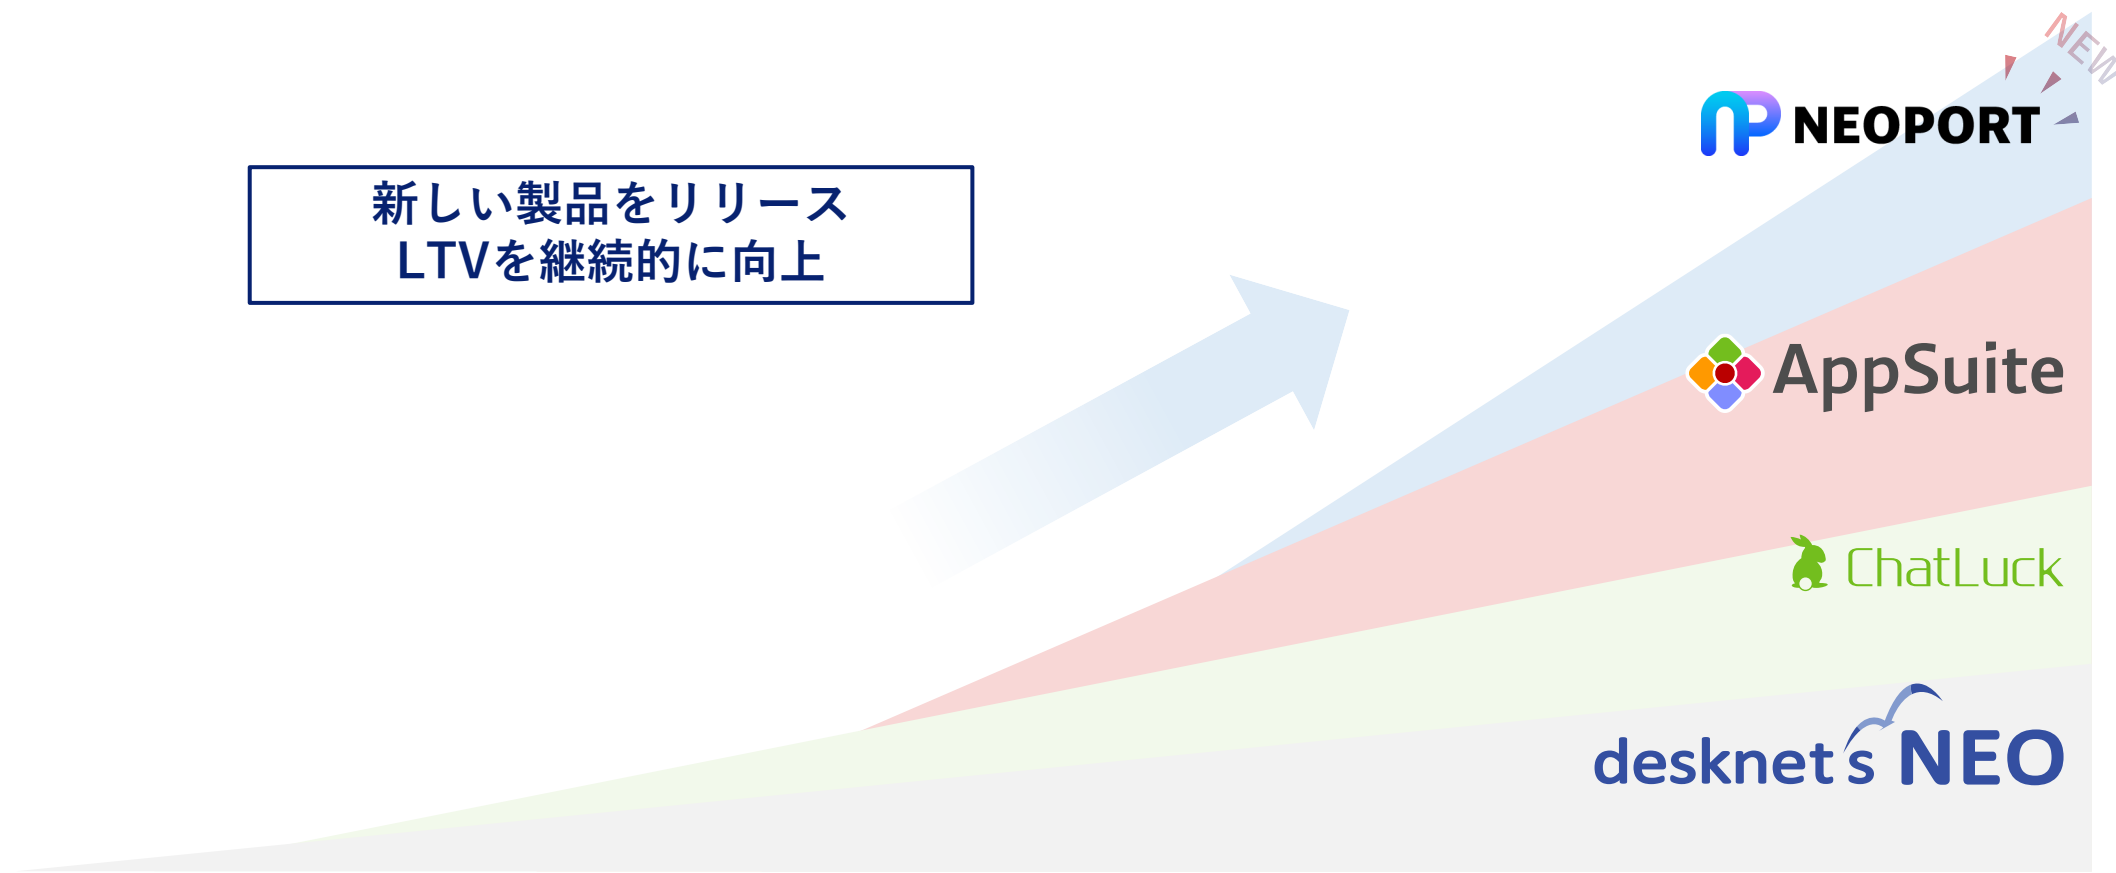 新しい製品をリリース
LTVを継続的に向上
NEW
NEOPORT
AppSuite
ChatLuck
desknet's NEO